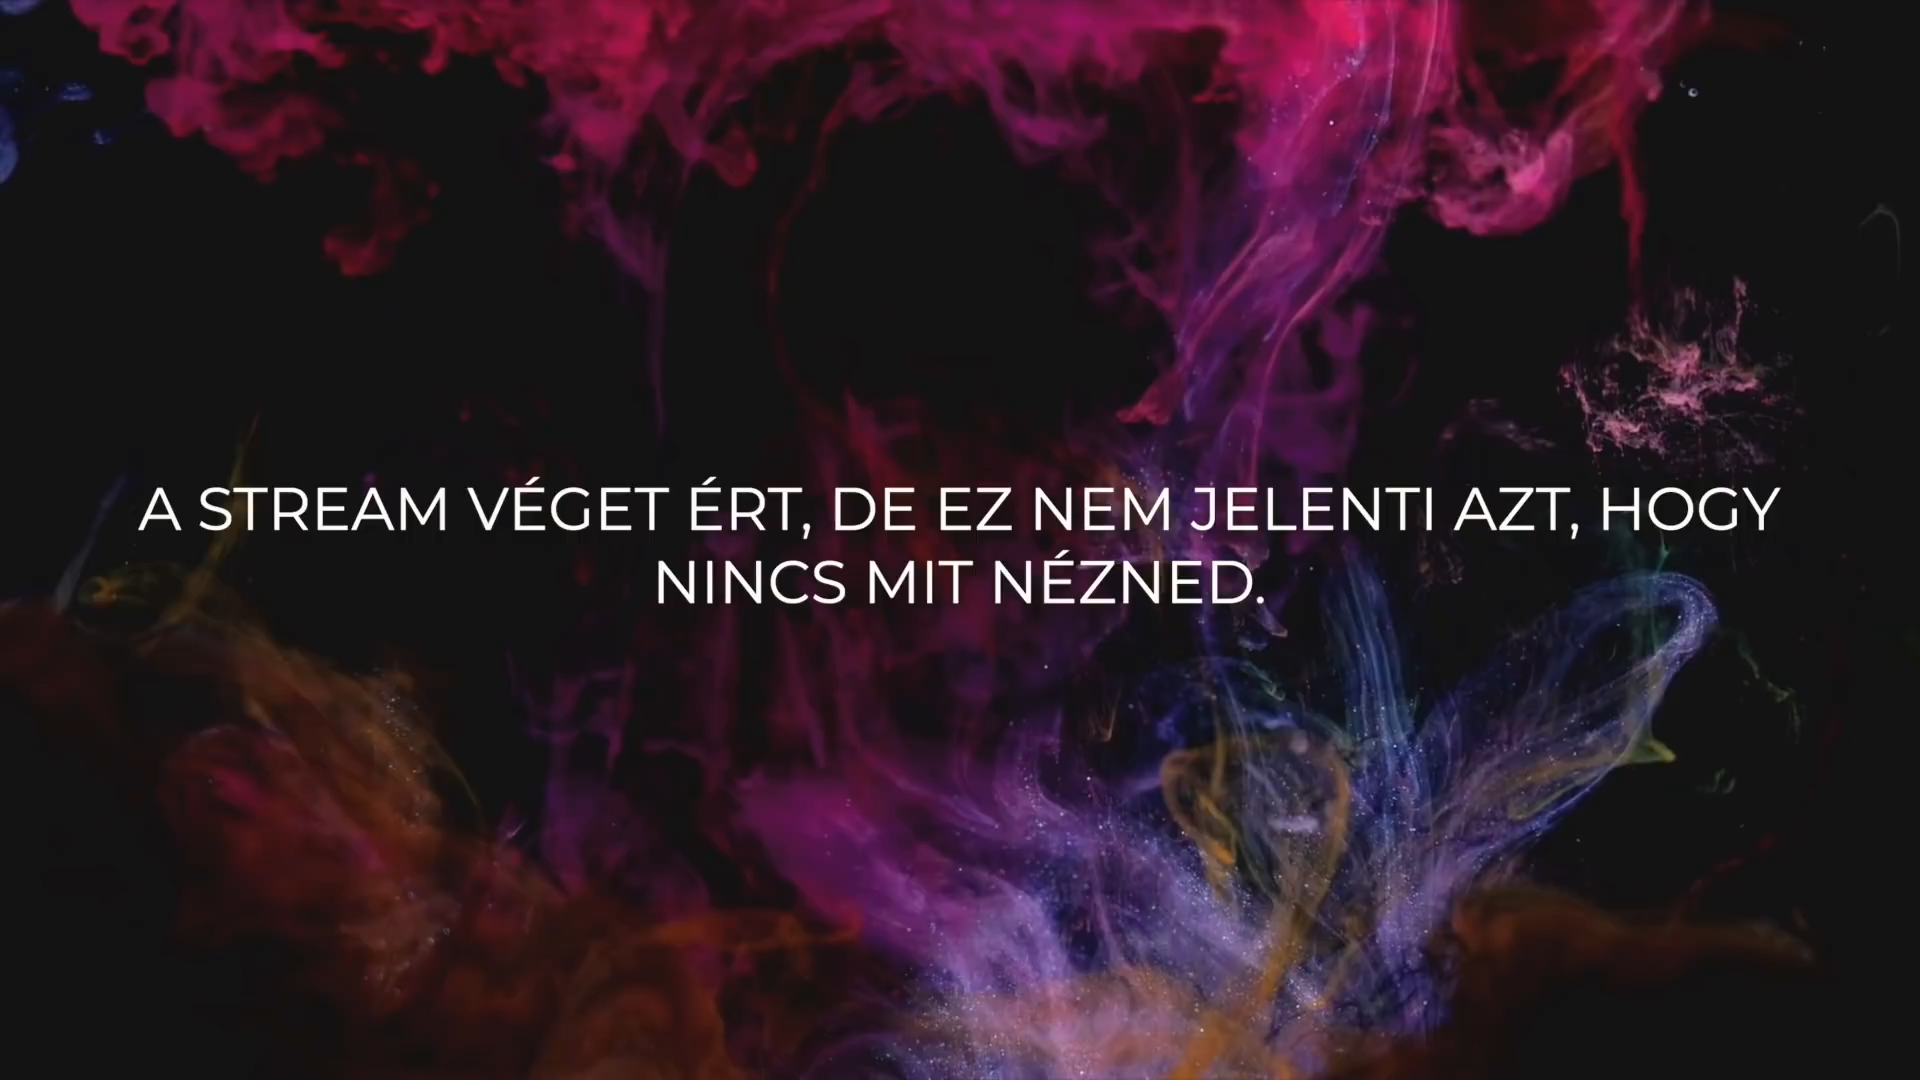 A STREAM VÉGET ÉRT, DE EZ NEM JELENTI AZT, HOGY
NINCS MIT NÉZNED.